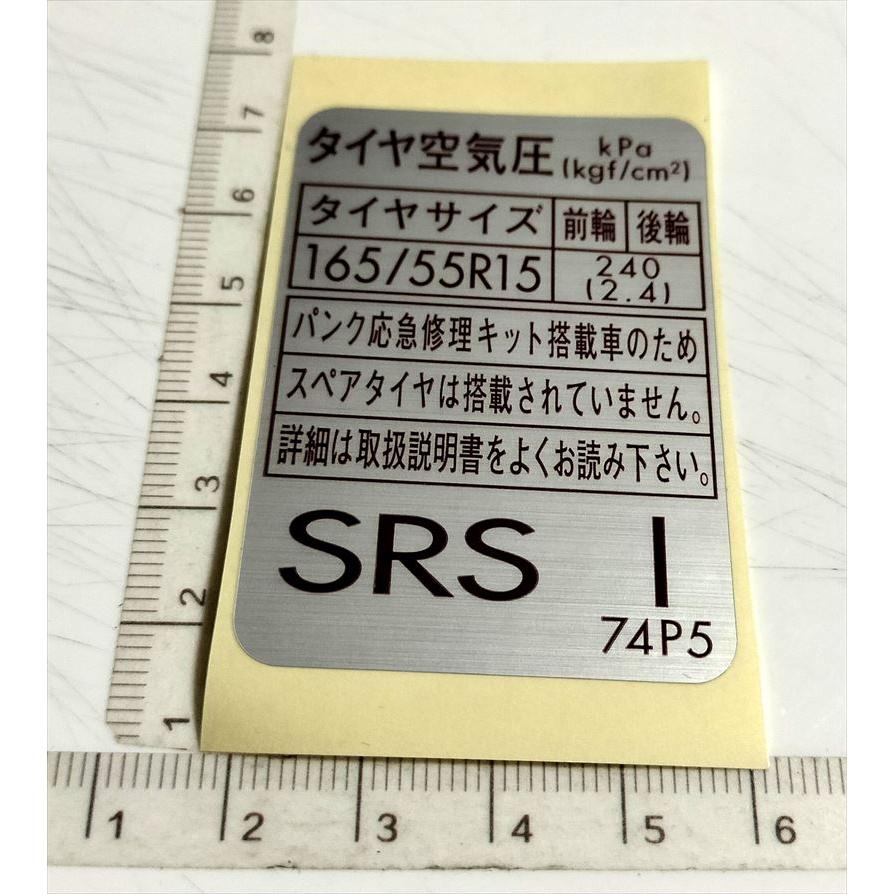 タイヤ空気圧 kPa
(kgf/cm²)
タイヤサイズ 前輪 後輪
165/55R15 240
(2.4)
パンク応急修理キット搭載車のため
スペアタイヤは搭載されていません。
詳細は取扱説明書をよくお読み下さい。
SRS I
74P5
8
7
6
5
4
3
2
1
1 2 3 4 5 6